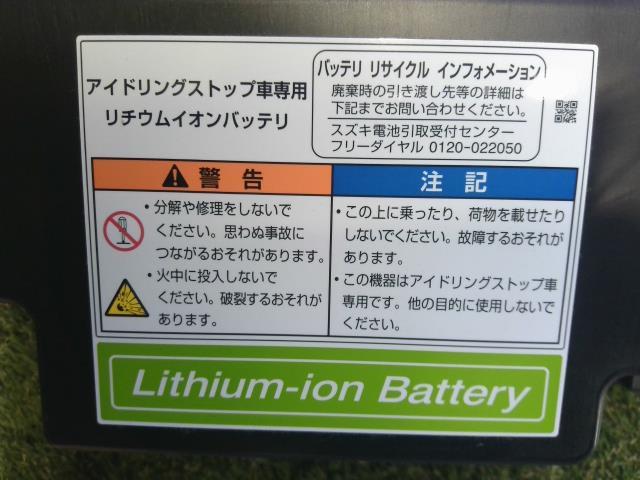 アイドリングストップ車専用
リチウムイオンバッテリ
バッテリ リサイクル インフォメーション
廃棄時の引き渡し先等の詳細は
下記までお問い合わせください。
スズキ電池引取受付センター
フリーダイヤル 0120-022050
警告
・分解や修理をしないで
ください。思わぬ事故に
つながるおそれがあります。
・火中に投入しないで
ください。破裂するおそれが
あります。
注記
・この上に乗ったり、荷物を載せたり
しないでください。故障するおそれが
あります。
・この機器はアイドリングストップ車
専用です。他の目的に使用しないで
ください。
Lithium-ion Battery